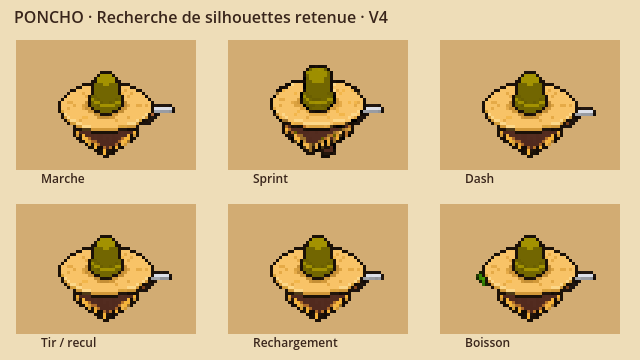 PONCHO · Recherche de silhouettes retenue · V4
Marche
Sprint
Dash
Tir / recul
Rechargement
Boisson